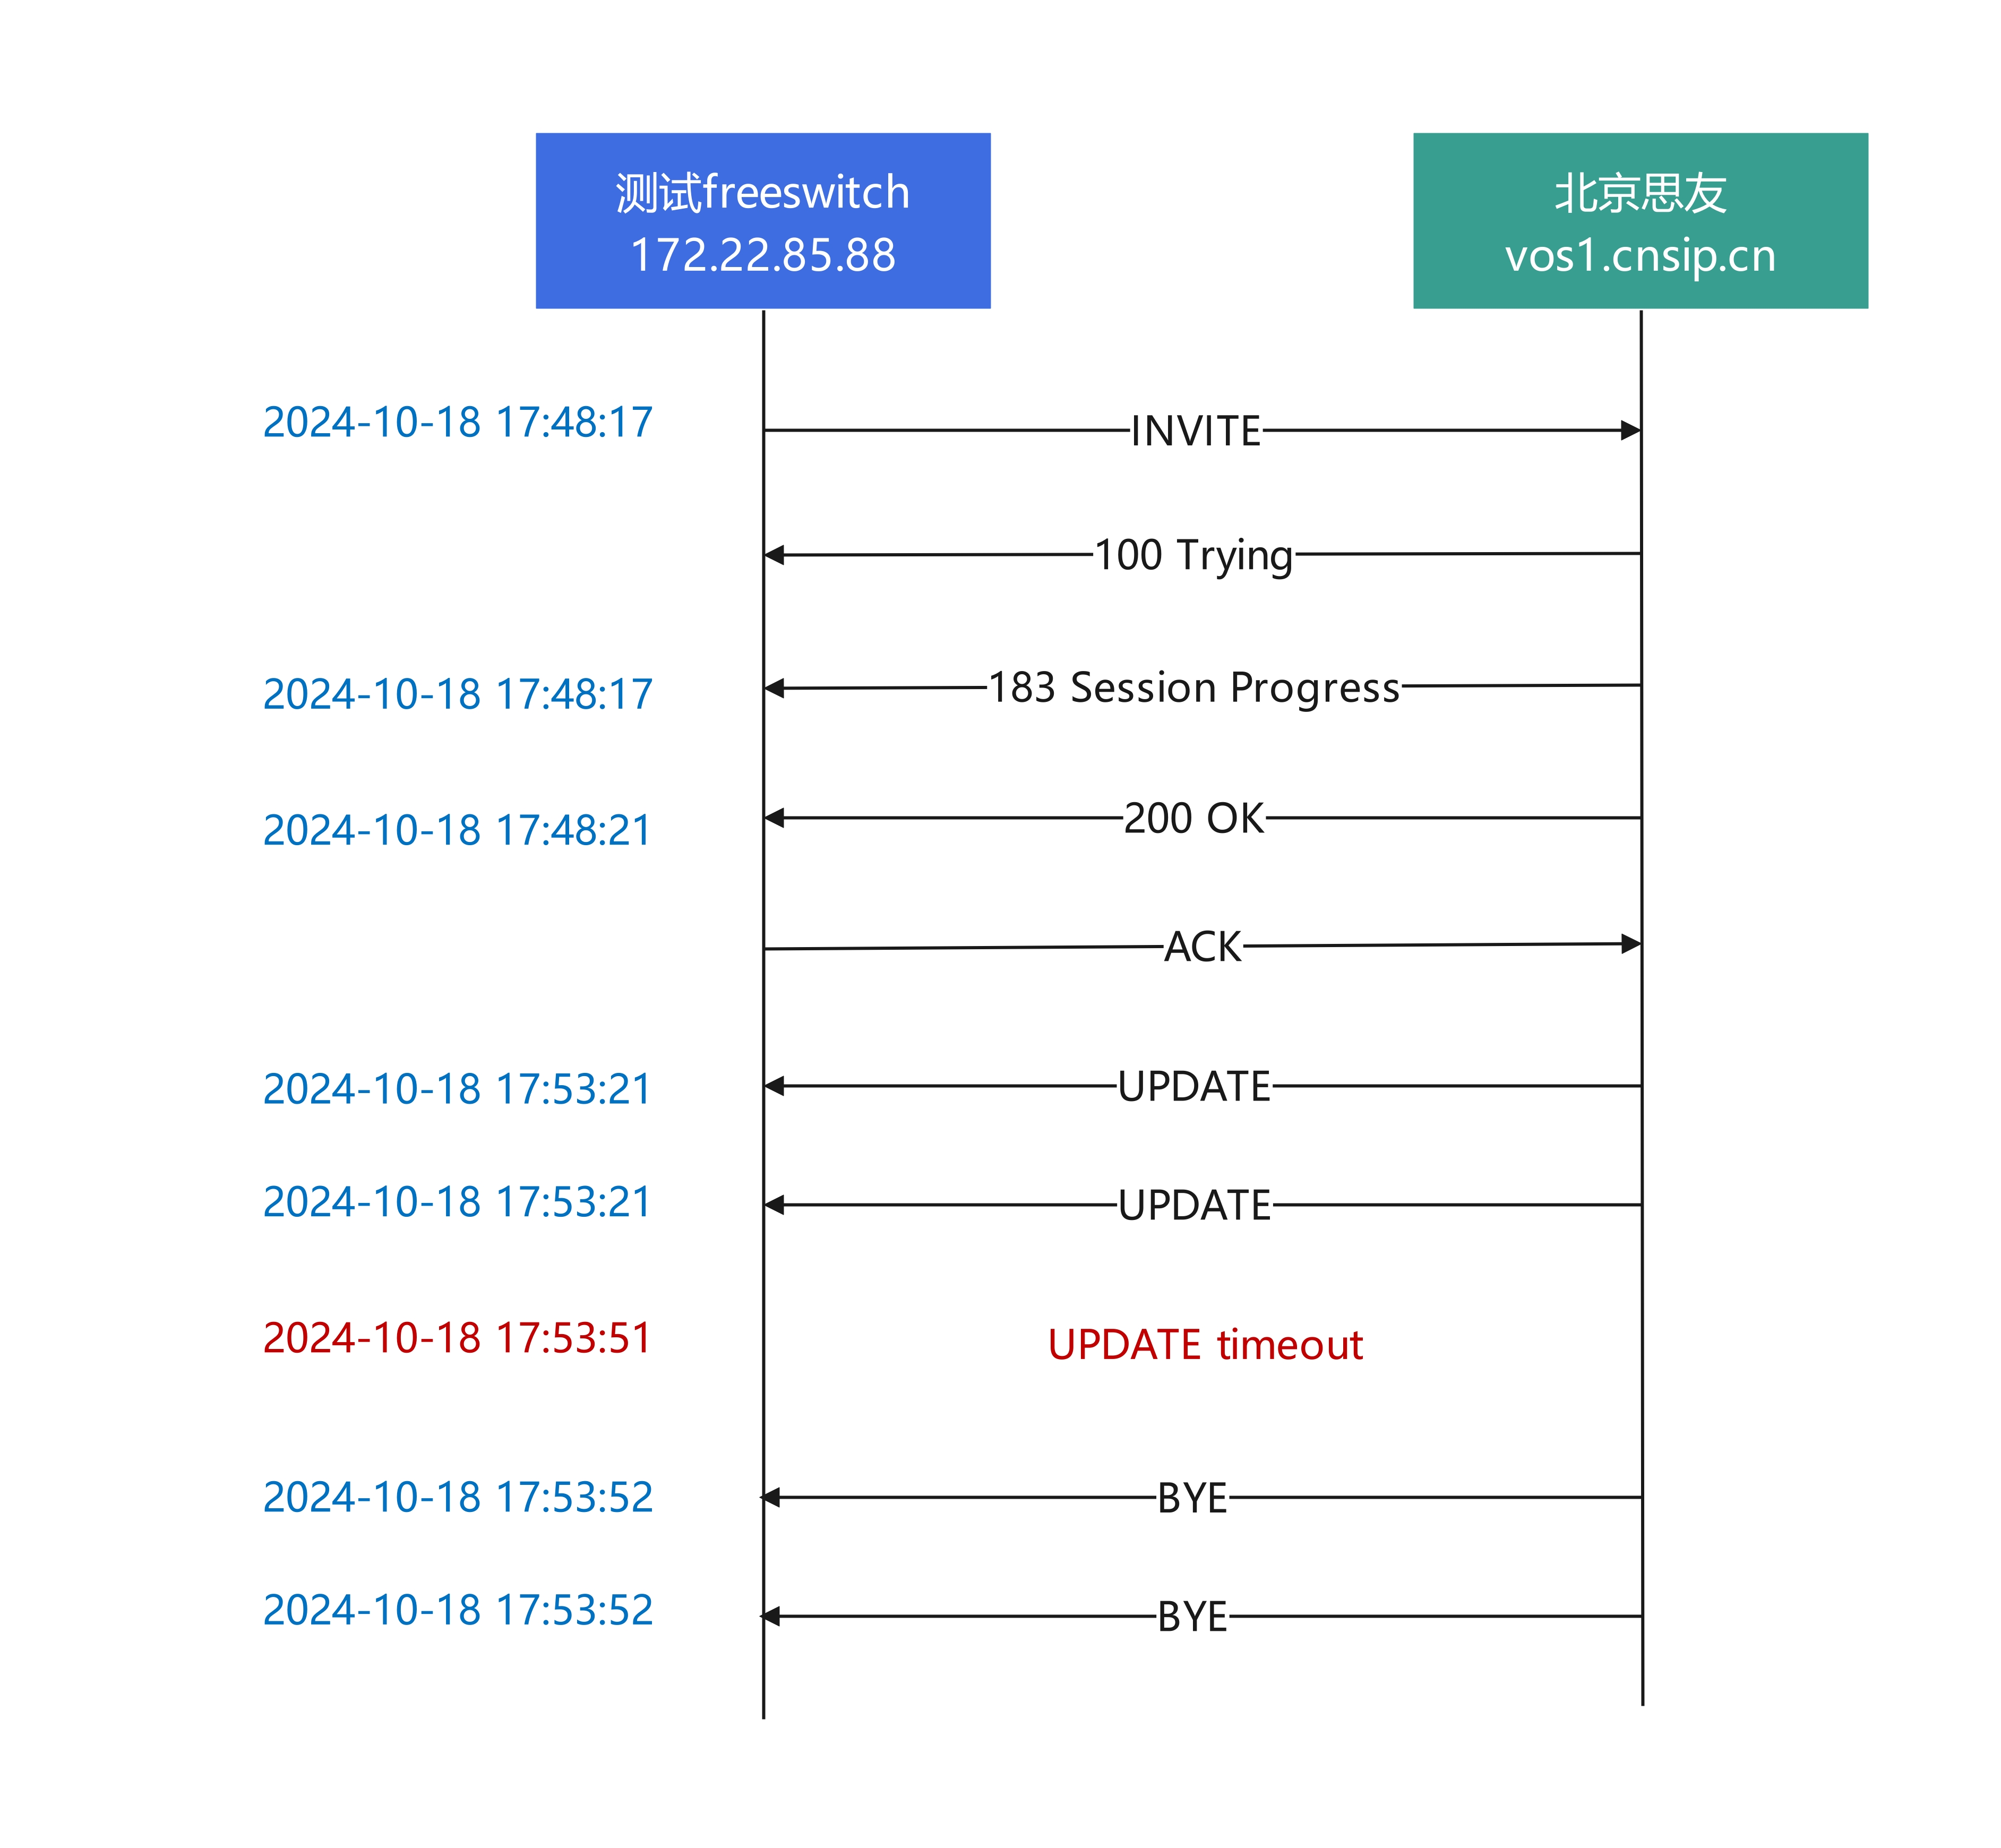 测试freeswitch
172.22.85.88
北京思友
vos1.cnsip.cn
2024-10-18 17:48:17
INVITE
100 Trying
2024-10-18 17:48:17
183 Session Progress
2024-10-18 17:48:21
200 OK
ACK
2024-10-18 17:53:21
UPDATE
2024-10-18 17:53:21
UPDATE
2024-10-18 17:53:51
UPDATE timeout
2024-10-18 17:53:52
BYE
2024-10-18 17:53:52
BYE